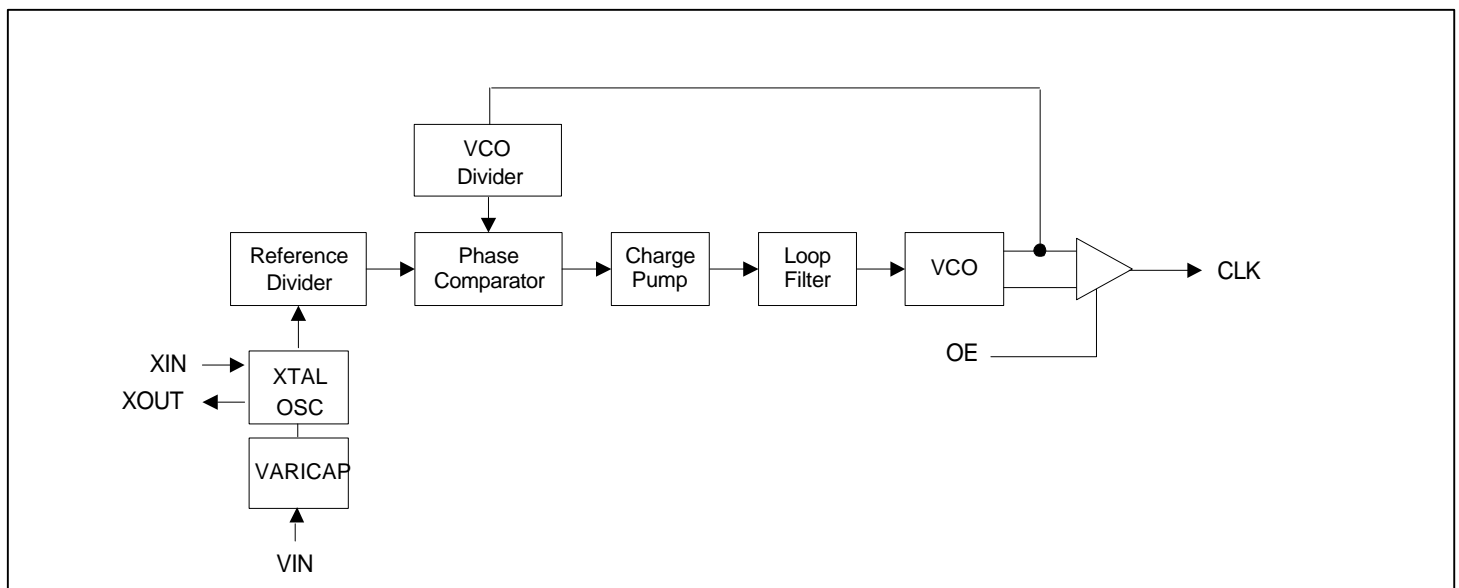 VCO
Divider
Reference
Divider
Phase
Comparator
Charge
Pump
Loop
Filter
VCO
CLK
OE
XIN
XOUT
XTAL
OSC
VARICAP
VIN